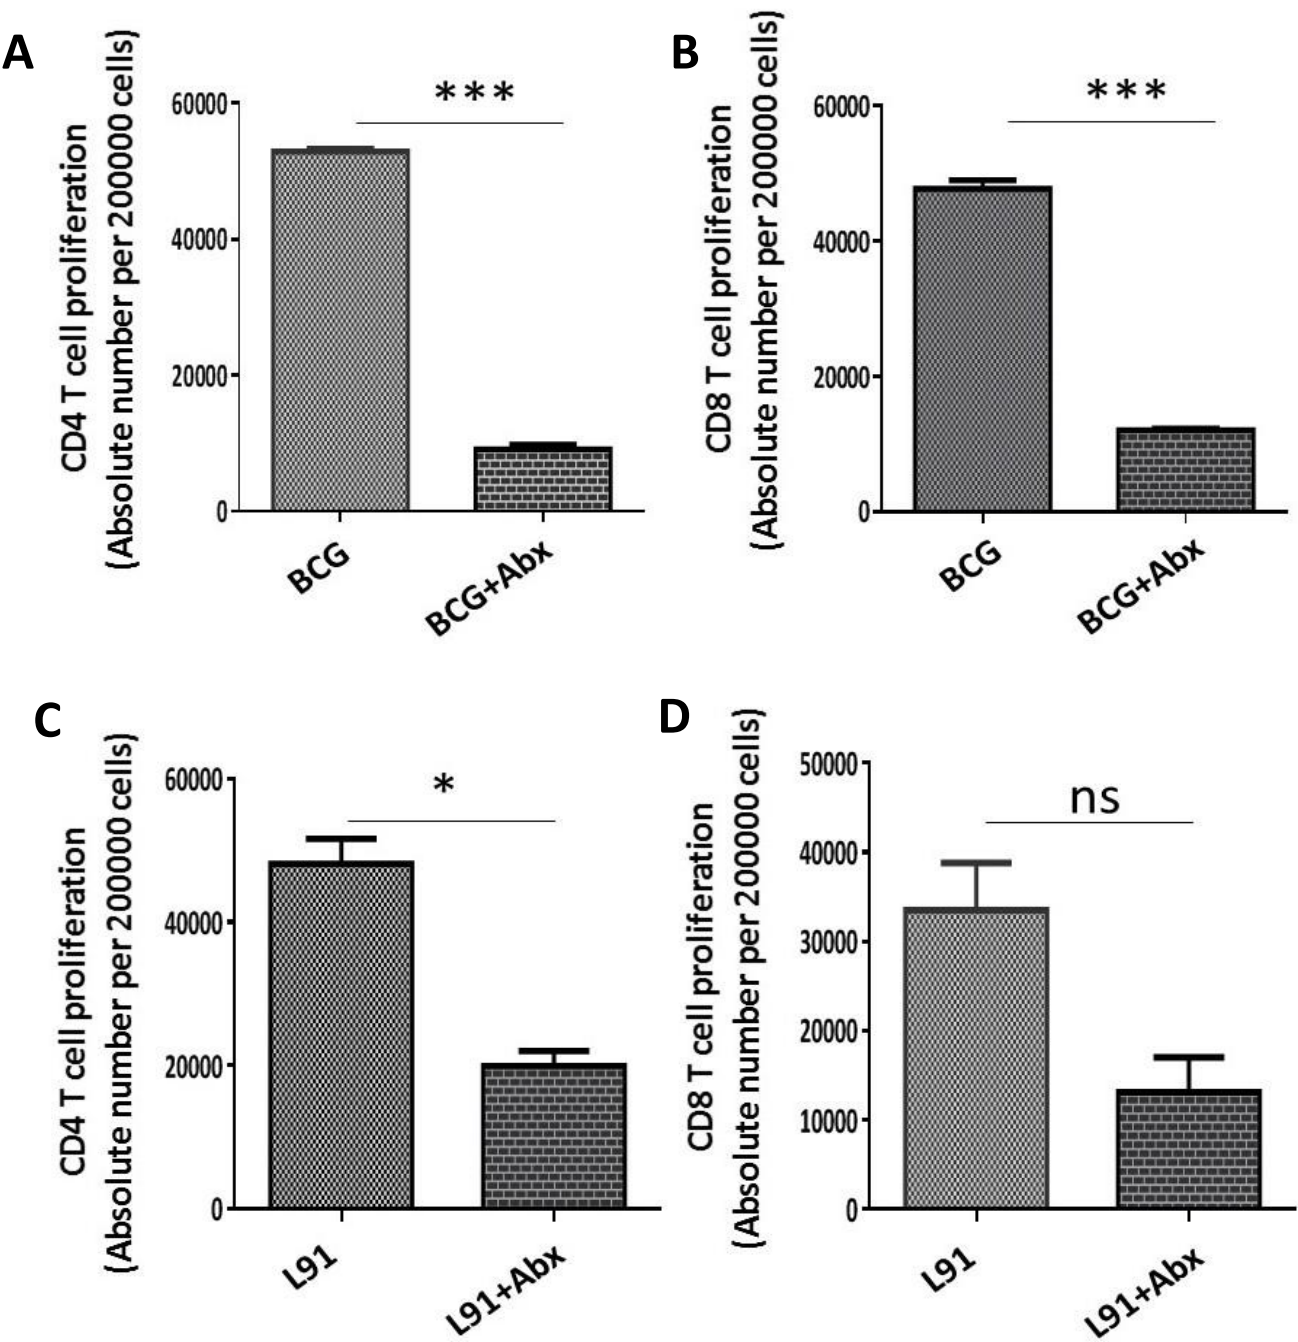 A
CD4 T cell proliferation
(Absolute number per 200000 cells)
60000
40000
20000
0
***
BCG
BCG+Abx
B
CD8 T cell proliferation
(Absolute number per 200000 cells)
60000
40000
20000
0
***
BCG
BCG+Abx
C
CD4 T cell proliferation
(Absolute number per 200000 cells)
60000
40000
20000
0
*
L91
L91+Abx
D
CD8 T cell proliferation
(Absolute number per 200000 cells)
50000
40000
30000
20000
10000
0
ns
L91
L91+Abx